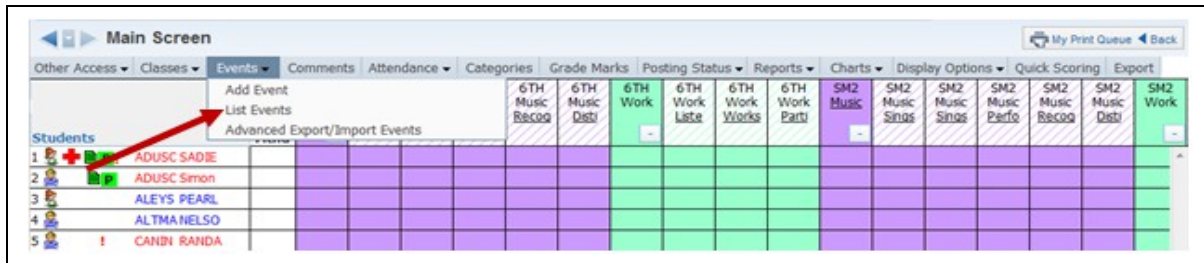 Main Screen
My Print Queue Back
Other Access Classes Events Comments Attendance Categories Grade Marks Posting Status Reports Charts Display Options Quick Scoring Export
Add Event
List Events
Advanced Export/Import Events
6TH Music Recog
6TH Music Disti
6TH Work
6TH Work Liste
6TH Work Works
6TH Work Parti
SM2 Music
SM2 Music Sings
SM2 Music Sings
SM2 Music Perfo
SM2 Music Recog
SM2 Music Disti
SM2 Work
Students
1 P ADUSC SADIE
2 P ADUSC Simon
3 ALEYS PEARL
4 ALTMA NELSO
5 ! CANIN RANDA